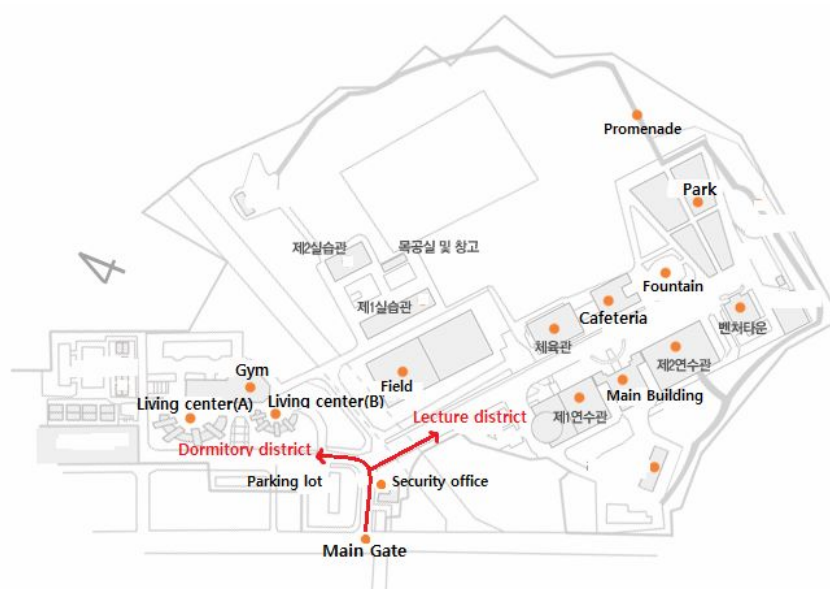 Promenade
Park
제2실습관
목공실 및 창고
Fountain
제1실습관
Cafeteria
벤처타운
체육관
제2연수관
Gym
Field
Main Building
Living center(A)
Living center(B)
Lecture district
제1연수관
Dormitory district
Parking lot
Security office
Main Gate